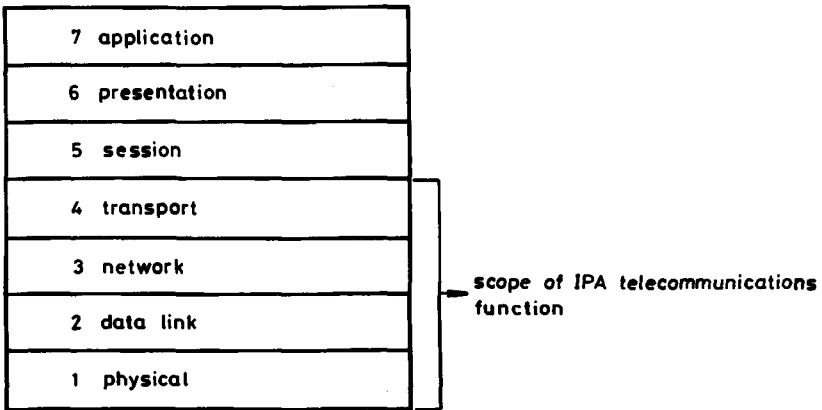 7 application
6 presentation
5 session
4 transport
3 network
2 data link
1 physical
scope of IPA telecommunications
function